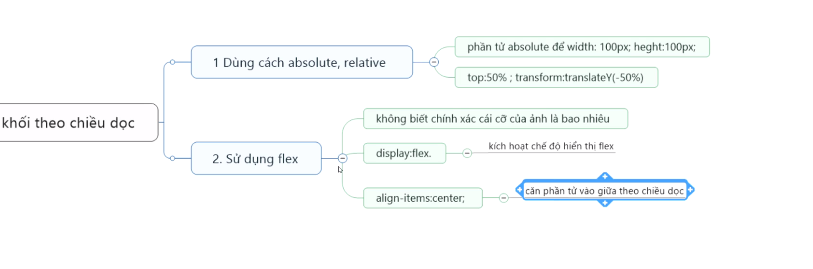 khối theo chiều dọc
1 Dùng cách absolute, relative
phần tử absolute để width: 100px; heght:100px;
top:50% ; transform:translateY(-50%)
2. Sử dụng flex
không biết chính xác cái cỡ của ảnh là bao nhiêu
display:flex.
kích hoạt chế độ hiển thị flex
align-items:center;
căn phần tử vào giữa theo chiều dọc